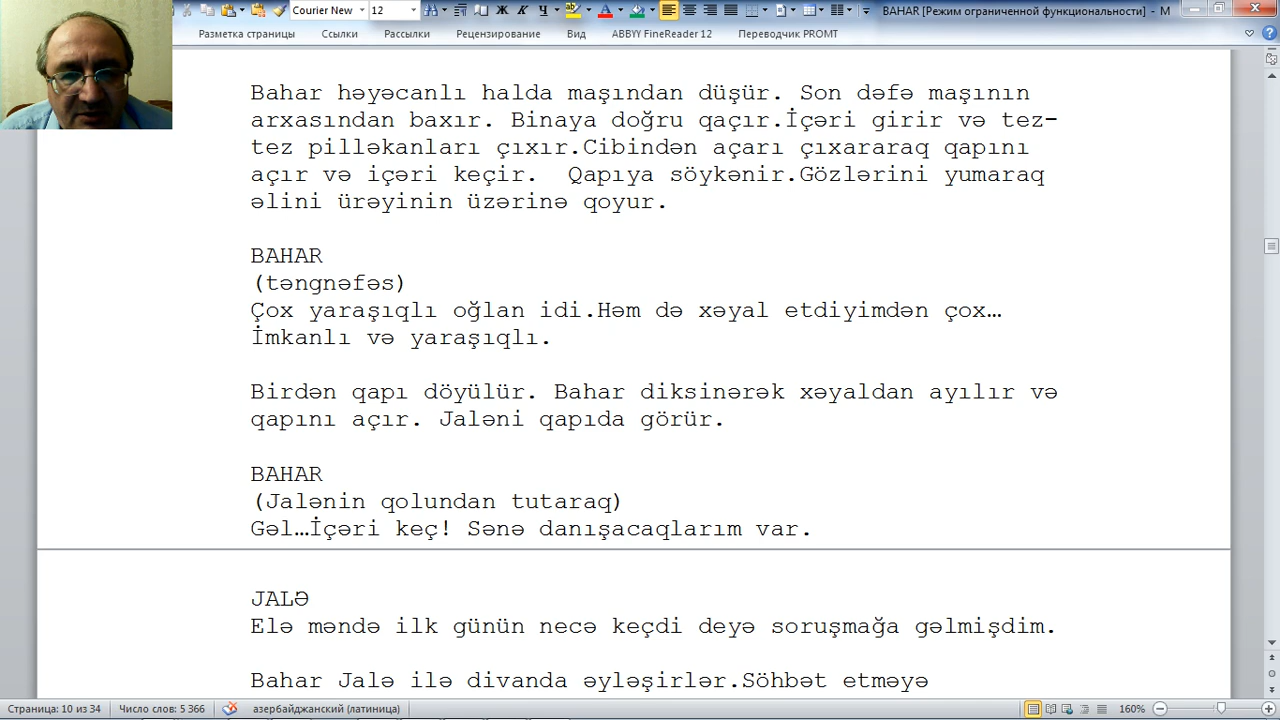 Courier New
12
Ж
К
Ч
А
BAHAR [Режим ограниченной функциональности] - M
Разметка страницы
Ссылки
Рассылки
Рецензирование
Вид
ABBYY FineReader 12
Переводчик PROMT
Bahar həyəcanlı halda maşından düşür. Son dəfə maşının
arxasından baxır. Binaya doğru qaçır.İçəri girir və tez-
tez pilləkanları çıxır.Cibindən açarı çıxararaq qapını
açır və içəri keçir.  Qapıya söykənir.Gözlərini yumaraq
əlini ürəyinin üzərinə qoyur.
BAHAR
(təngnəfəs)
Çox yaraşıqlı oğlan idi.Həm də xəyal etdiyimdən çox…
İmkanlı və yaraşıqlı.
Birdən qapı döyülür. Bahar diksinərək xəyaldan ayılır və
qapını açır. Jaləni qapıda görür.
BAHAR
(Jalənin qolundan tutaraq)
Gəl…İçəri keç! Sənə danışacaqlarım var.
JALƏ
Elə məndə ilk günün necə keçdi deyə soruşmağa gəlmişdim.
Bahar Jalə ilə divanda əyləşirlər.Söhbət etməyə
Страница: 10 из 34
Число слов: 5 366
азербайджанский (латиница)
160%